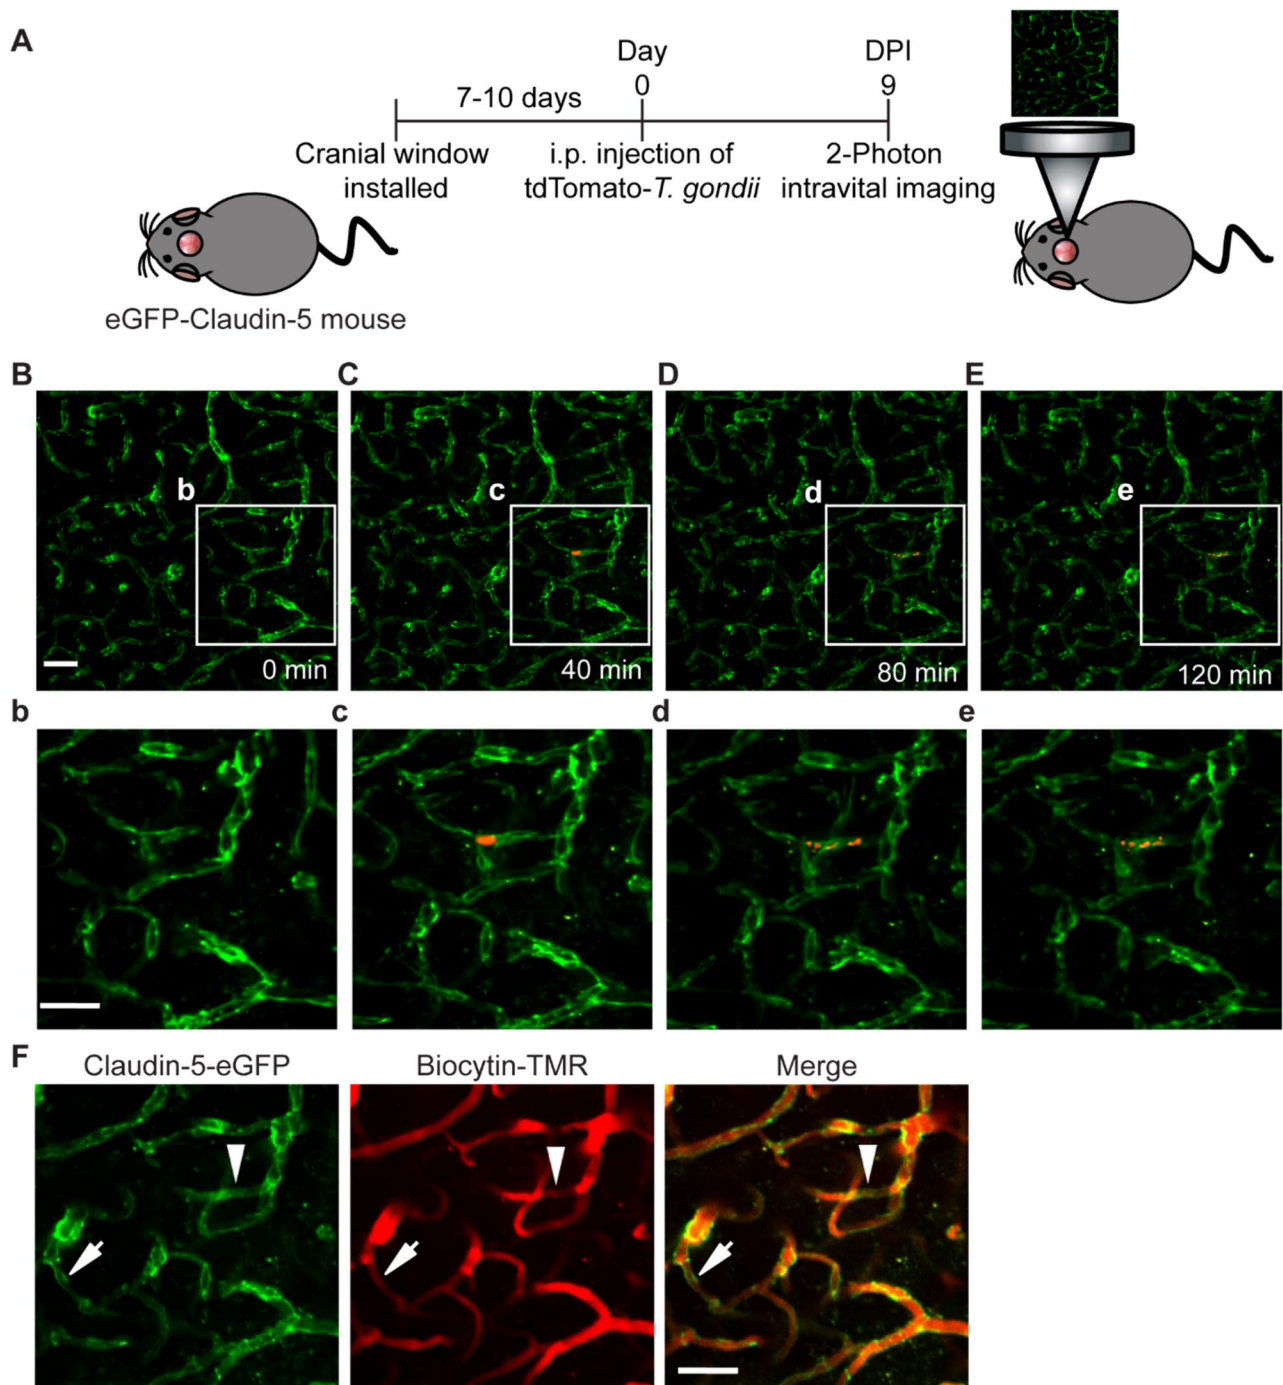 A
Day
0
DPI
9
7-10 days
Cranial window
installed
i.p. injection of
tdTomato-T. gondii
2-Photon
intravital imaging
eGFP-Claudin-5 mouse
B
C
D
E
b
c
d
e
0 min
40 min
80 min
120 min
b
c
d
e
F
Claudin-5-eGFP
Biocytin-TMR
Merge